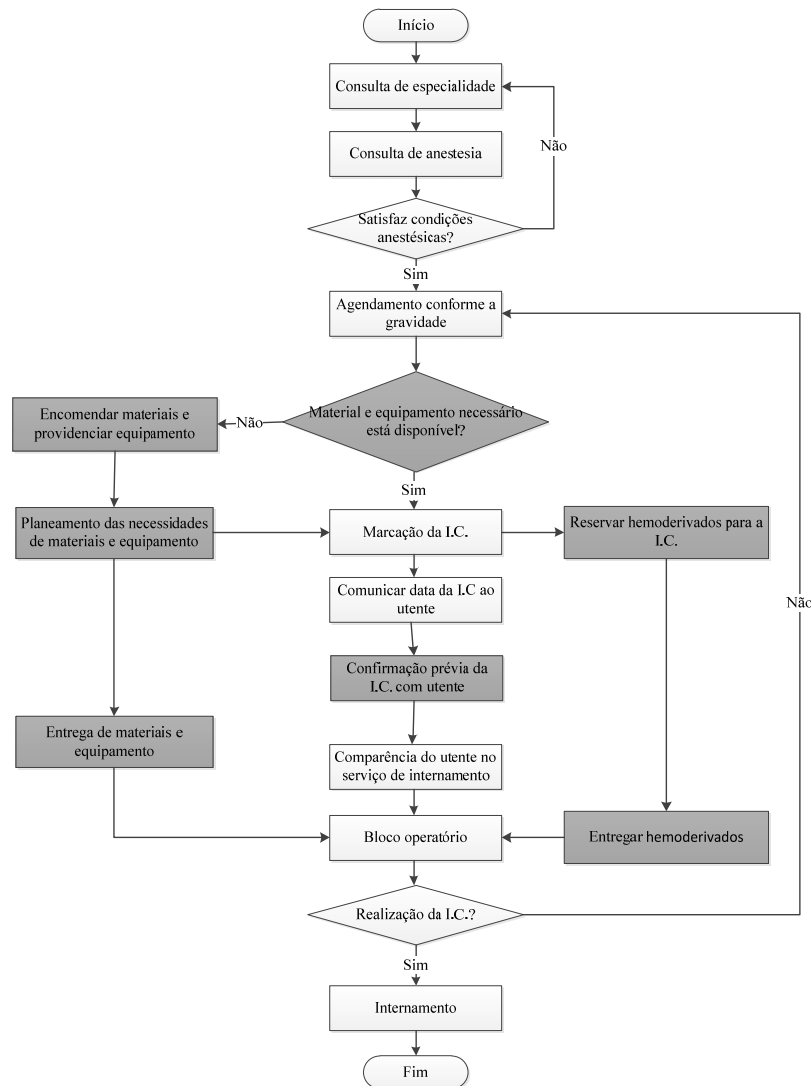 Início
Consulta de especialidade
Consulta de anestesia
Não
Satisfaz condições
anestésicas?
Sim
Agendamento conforme a
gravidade
Material e equipamento necessário
está disponível?
Não
Encomendar materiais e
providenciar equipamento
Sim
Planeamento das necessidades
de materiais e equipamento
Marcação da I.C.
Reservar hemoderivados para a
I.C.
Comunicar data da I.C ao
utente
Não
Confirmação prévia da
I.C. com utente
Entrega de materiais e
equipamento
Comparência do utente no
serviço de internamento
Bloco operatório
Entregar hemoderivados
Realização da I.C.?
Sim
Internamento
Fim